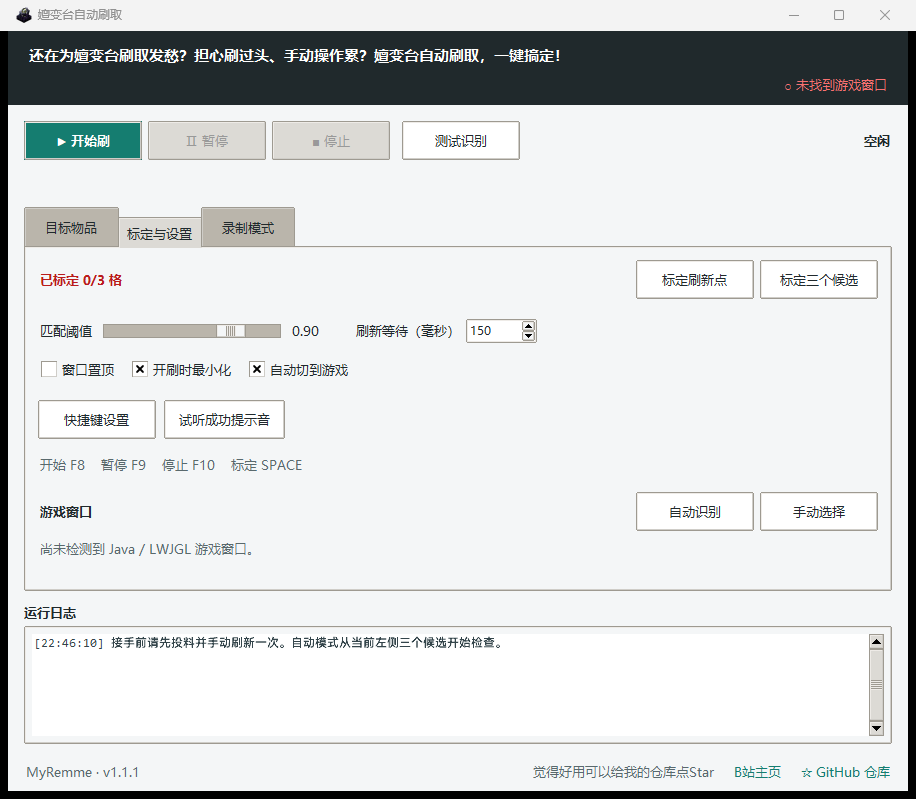 嬗变台自动刷取
还在为嬗变台刷取发愁？担心刷过头、手动操作累？嬗变台自动刷取，一键搞定！
○ 未找到游戏窗口
▶ 开始刷 II 暂停 ■ 停止 测试识别 空闲
目标物品 标定与设置 录制模式
已标定 0/3 格 标定刷新点 标定三个候选
匹配阈值 0.90 刷新等待（毫秒） 150
窗口置顶 开刷时最小化 自动切到游戏
快捷键设置 试听成功提示音
开始 F8 暂停 F9 停止 F10 标定 SPACE
游戏窗口 自动识别 手动选择
尚未检测到 Java / LWJGL 游戏窗口。
运行日志
[22:46:10] 接手前请先投料并手动刷新一次。自动模式从当前左侧三个候选开始检查。
MyRemme · v1.1.1 觉得好用可以给我的仓库点Star B站主页 ☆ GitHub 仓库